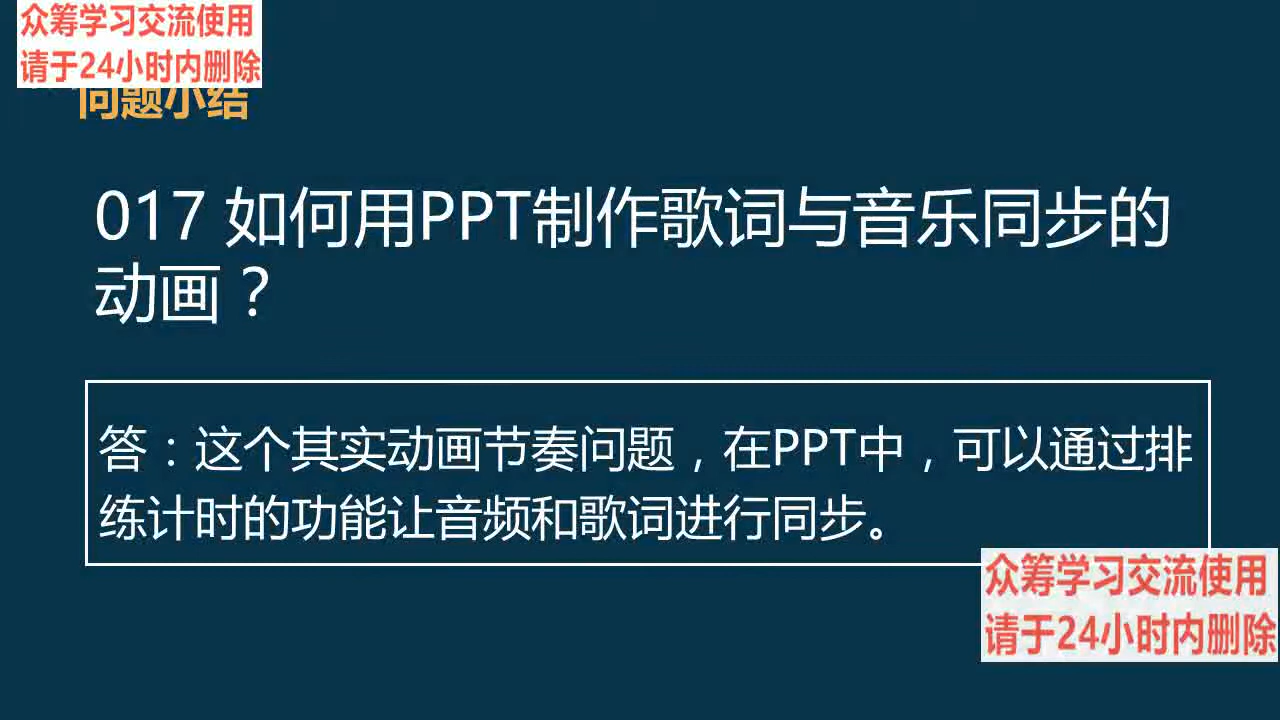 众筹学习交流使用
请于24小时内删除
问题小结
017 如何用PPT制作歌词与音乐同步的
动画？
答：这个其实动画节奏问题，在PPT中，可以通过排
练计时的功能让音频和歌词进行同步。
众筹学习交流使用
请于24小时内删除